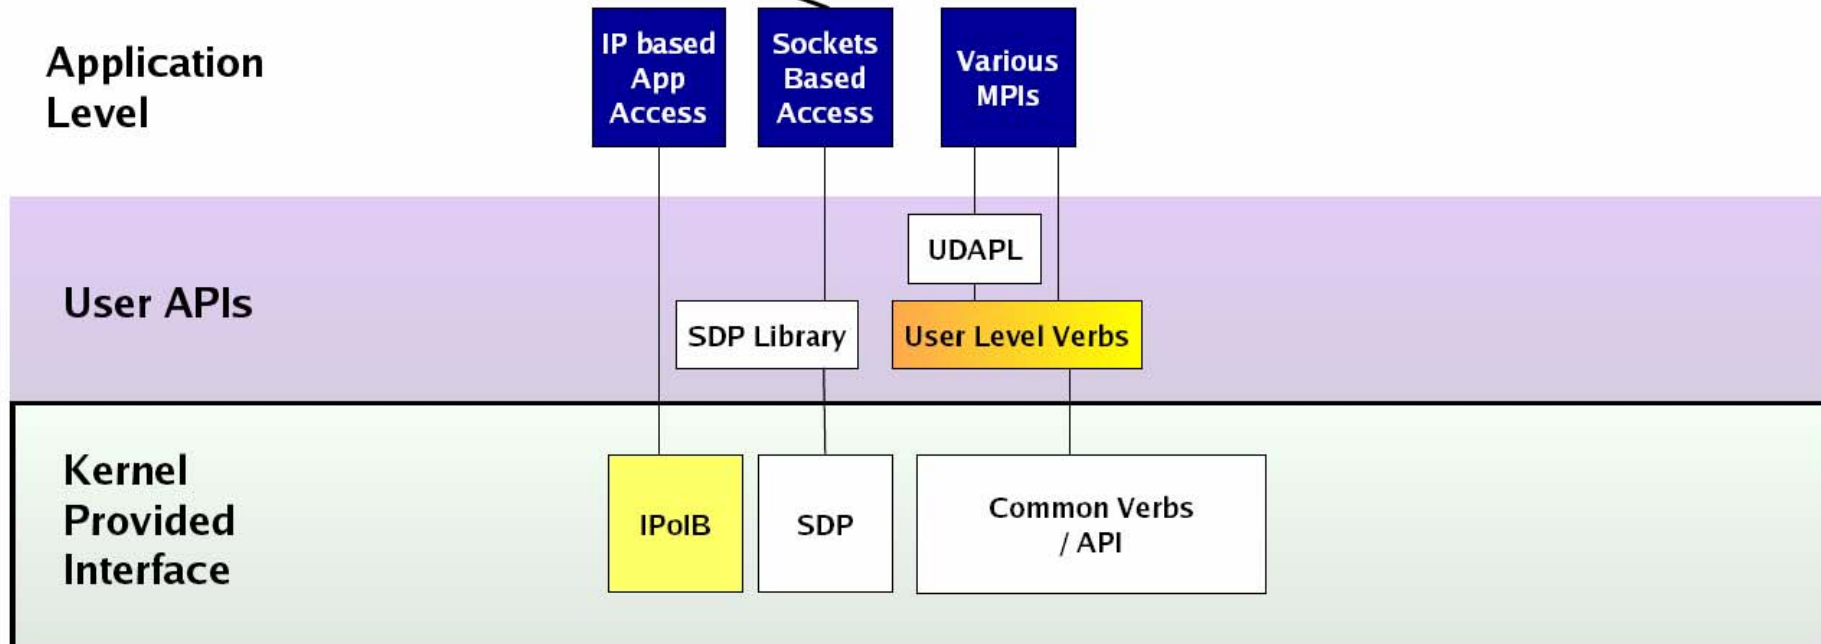 Application
Level
IP based
App
Access
Sockets
Based
Access
Various
MPIs
User APIs
UDAPL
SDP Library
User Level Verbs
Kernel
Provided
Interface
IPoIB
SDP
Common Verbs
/ API